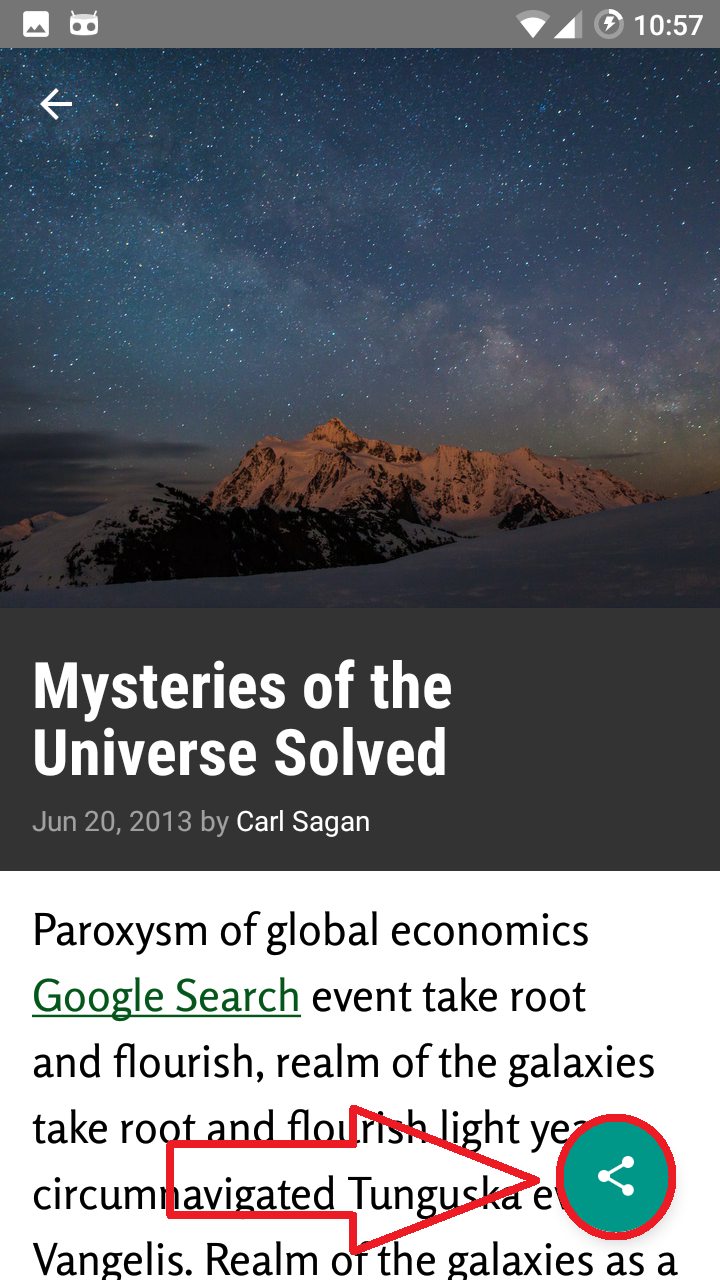 10:57
Mysteries of the
Universe Solved
Jun 20, 2013 by Carl Sagan
Paroxysm of global economics
Google Search event take root
and flourish, realm of the galaxies
take root and flourish light
circumnavigated Tunguska
Vangelis. Realm of the galaxies as a